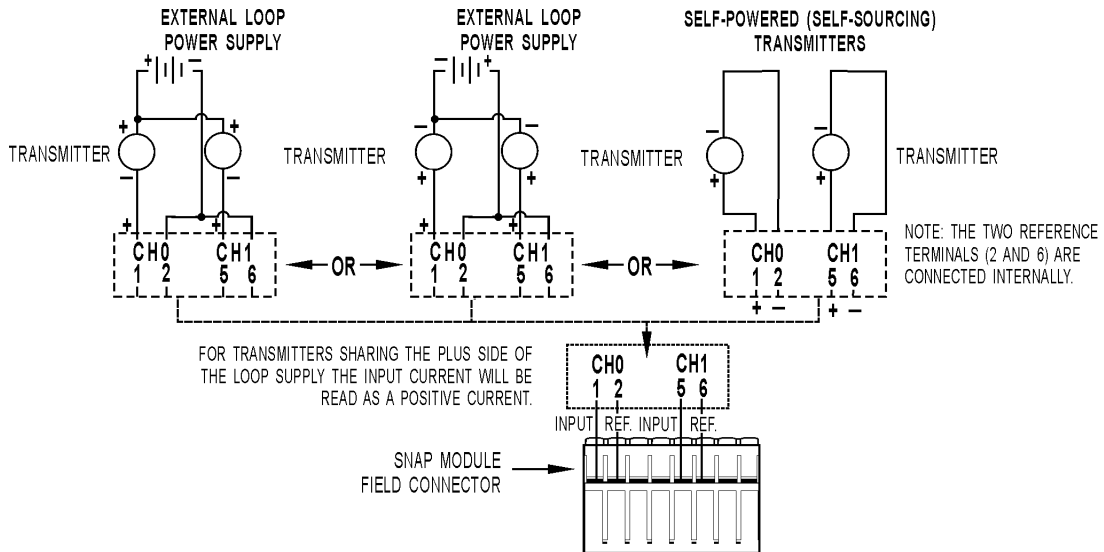 EXTERNAL LOOP
POWER SUPPLY
EXTERNAL LOOP
POWER SUPPLY
SELF-POWERED (SELF-SOURCING)
TRANSMITTERS
+ −
− +
+ +
− −
− −
TRANSMITTER
TRANSMITTER
TRANSMITTER
TRANSMITTER
− −
+ +
+ +
+ +
+ +
CH0 CH1
1 2 5 6
OR
CH0 CH1
1 2 5 6
OR
CH0 CH1
1 2 5 6
+ − + −
NOTE: THE TWO REFERENCE
TERMINALS (2 AND 6) ARE
CONNECTED INTERNALLY.
FOR TRANSMITTERS SHARING THE PLUS SIDE OF
THE LOOP SUPPLY THE INPUT CURRENT WILL BE
READ AS A POSITIVE CURRENT.
CH0 CH1
1 2 5 6
INPUT REF. INPUT REF.
SNAP MODULE
FIELD CONNECTOR